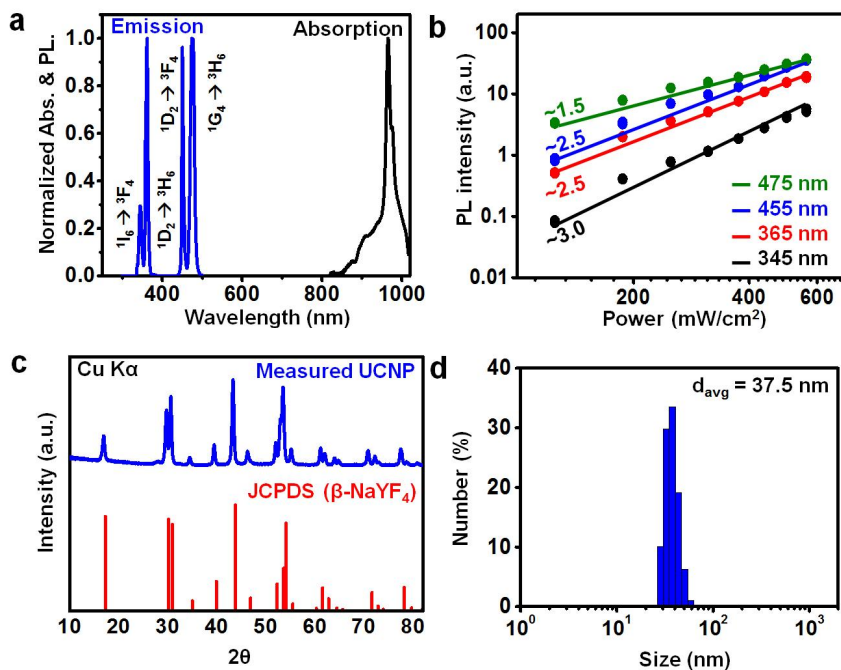 a
Emission
Absorption
Normalized Abs. & PL.
1.0
0.8
0.6
0.4
0.2
0.0
¹I₆ → ³F₄
¹D₂ → ³H₆
¹D₂ → ³F₄
¹G₄ → ³H₆
400
600
800
1000
Wavelength (nm)
b
PL intensity (a.u.)
100
10
1
0.1
0.01
~1.5
~2.5
~2.5
~3.0
475 nm
455 nm
365 nm
345 nm
200
400
600
Power (mW/cm²)
c
Cu Kα
Measured UCNP
JCPDS (β-NaYF₄)
Intensity (a.u.)
10 20 30 40 50 60 70 80
2θ
d
d_avg = 37.5 nm
Number (%)
40
30
20
10
0
10⁰ 10¹ 10² 10³
Size (nm)